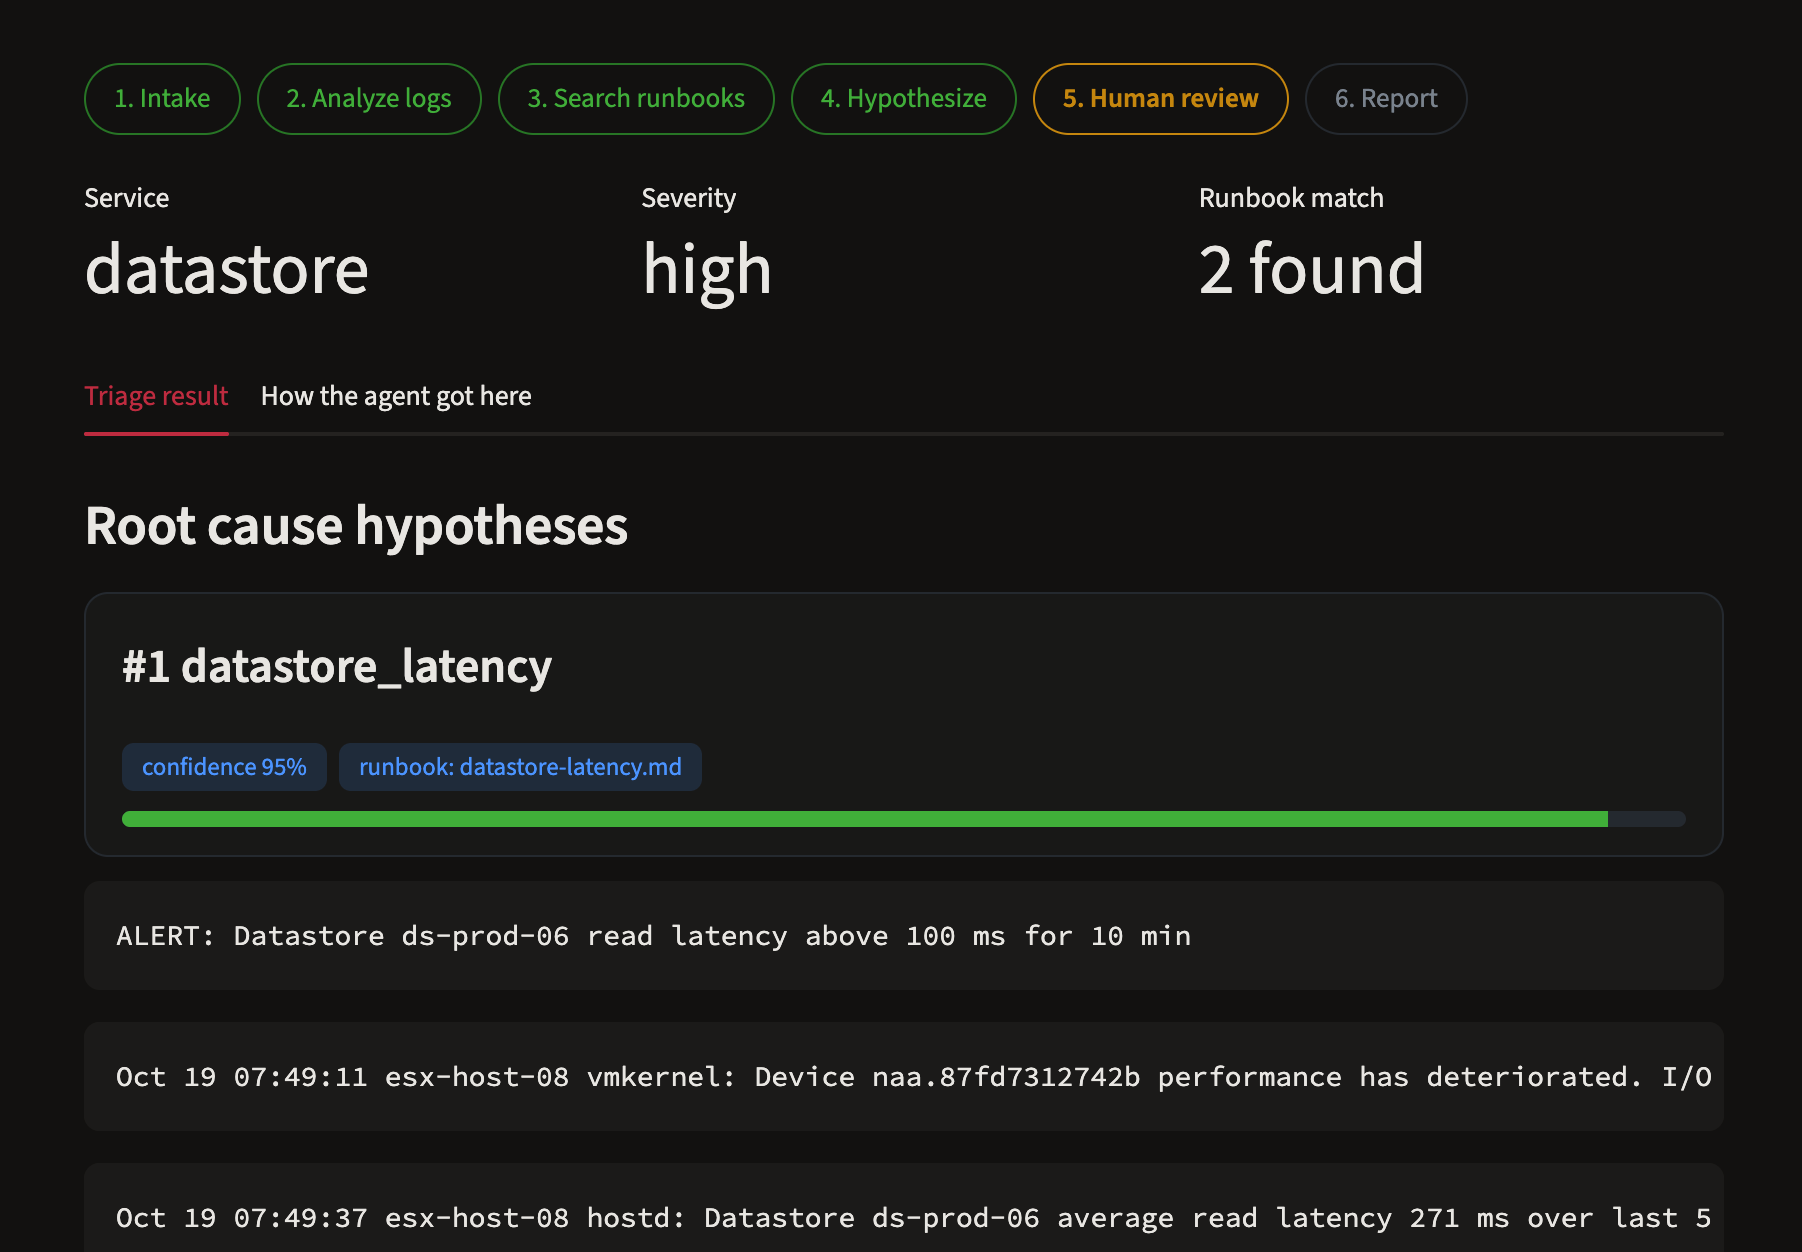 1. Intake 2. Analyze logs 3. Search runbooks 4. Hypothesize 5. Human review 6. Report
Service Severity Runbook match
datastore high 2 found
Triage result How the agent got here
Root cause hypotheses
#1 datastore_latency
confidence 95% runbook: datastore-latency.md
ALERT: Datastore ds-prod-06 read latency above 100 ms for 10 min
Oct 19 07:49:11 esx-host-08 vmkernel: Device naa.87fd7312742b performance has deteriorated. I/O
Oct 19 07:49:37 esx-host-08 hostd: Datastore ds-prod-06 average read latency 271 ms over last 5